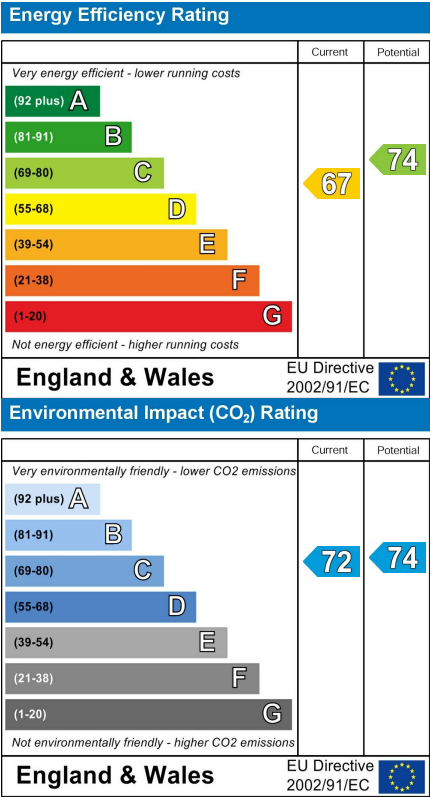 Energy Efficiency Rating
Current Potential
Very energy efficient - lower running costs
(92 plus) A
(81-91) B
(69-80) C
(55-68) D
(39-54) E
(21-38) F
(1-20) G
67
74
Not energy efficient - higher running costs
England & Wales
EU Directive
2002/91/EC
Environmental Impact (CO₂) Rating
Current Potential
Very environmentally friendly - lower CO2 emissions
(92 plus) A
(81-91) B
(69-80) C
(55-68) D
(39-54) E
(21-38) F
(1-20) G
72
74
Not environmentally friendly - higher CO2 emissions
England & Wales
EU Directive
2002/91/EC